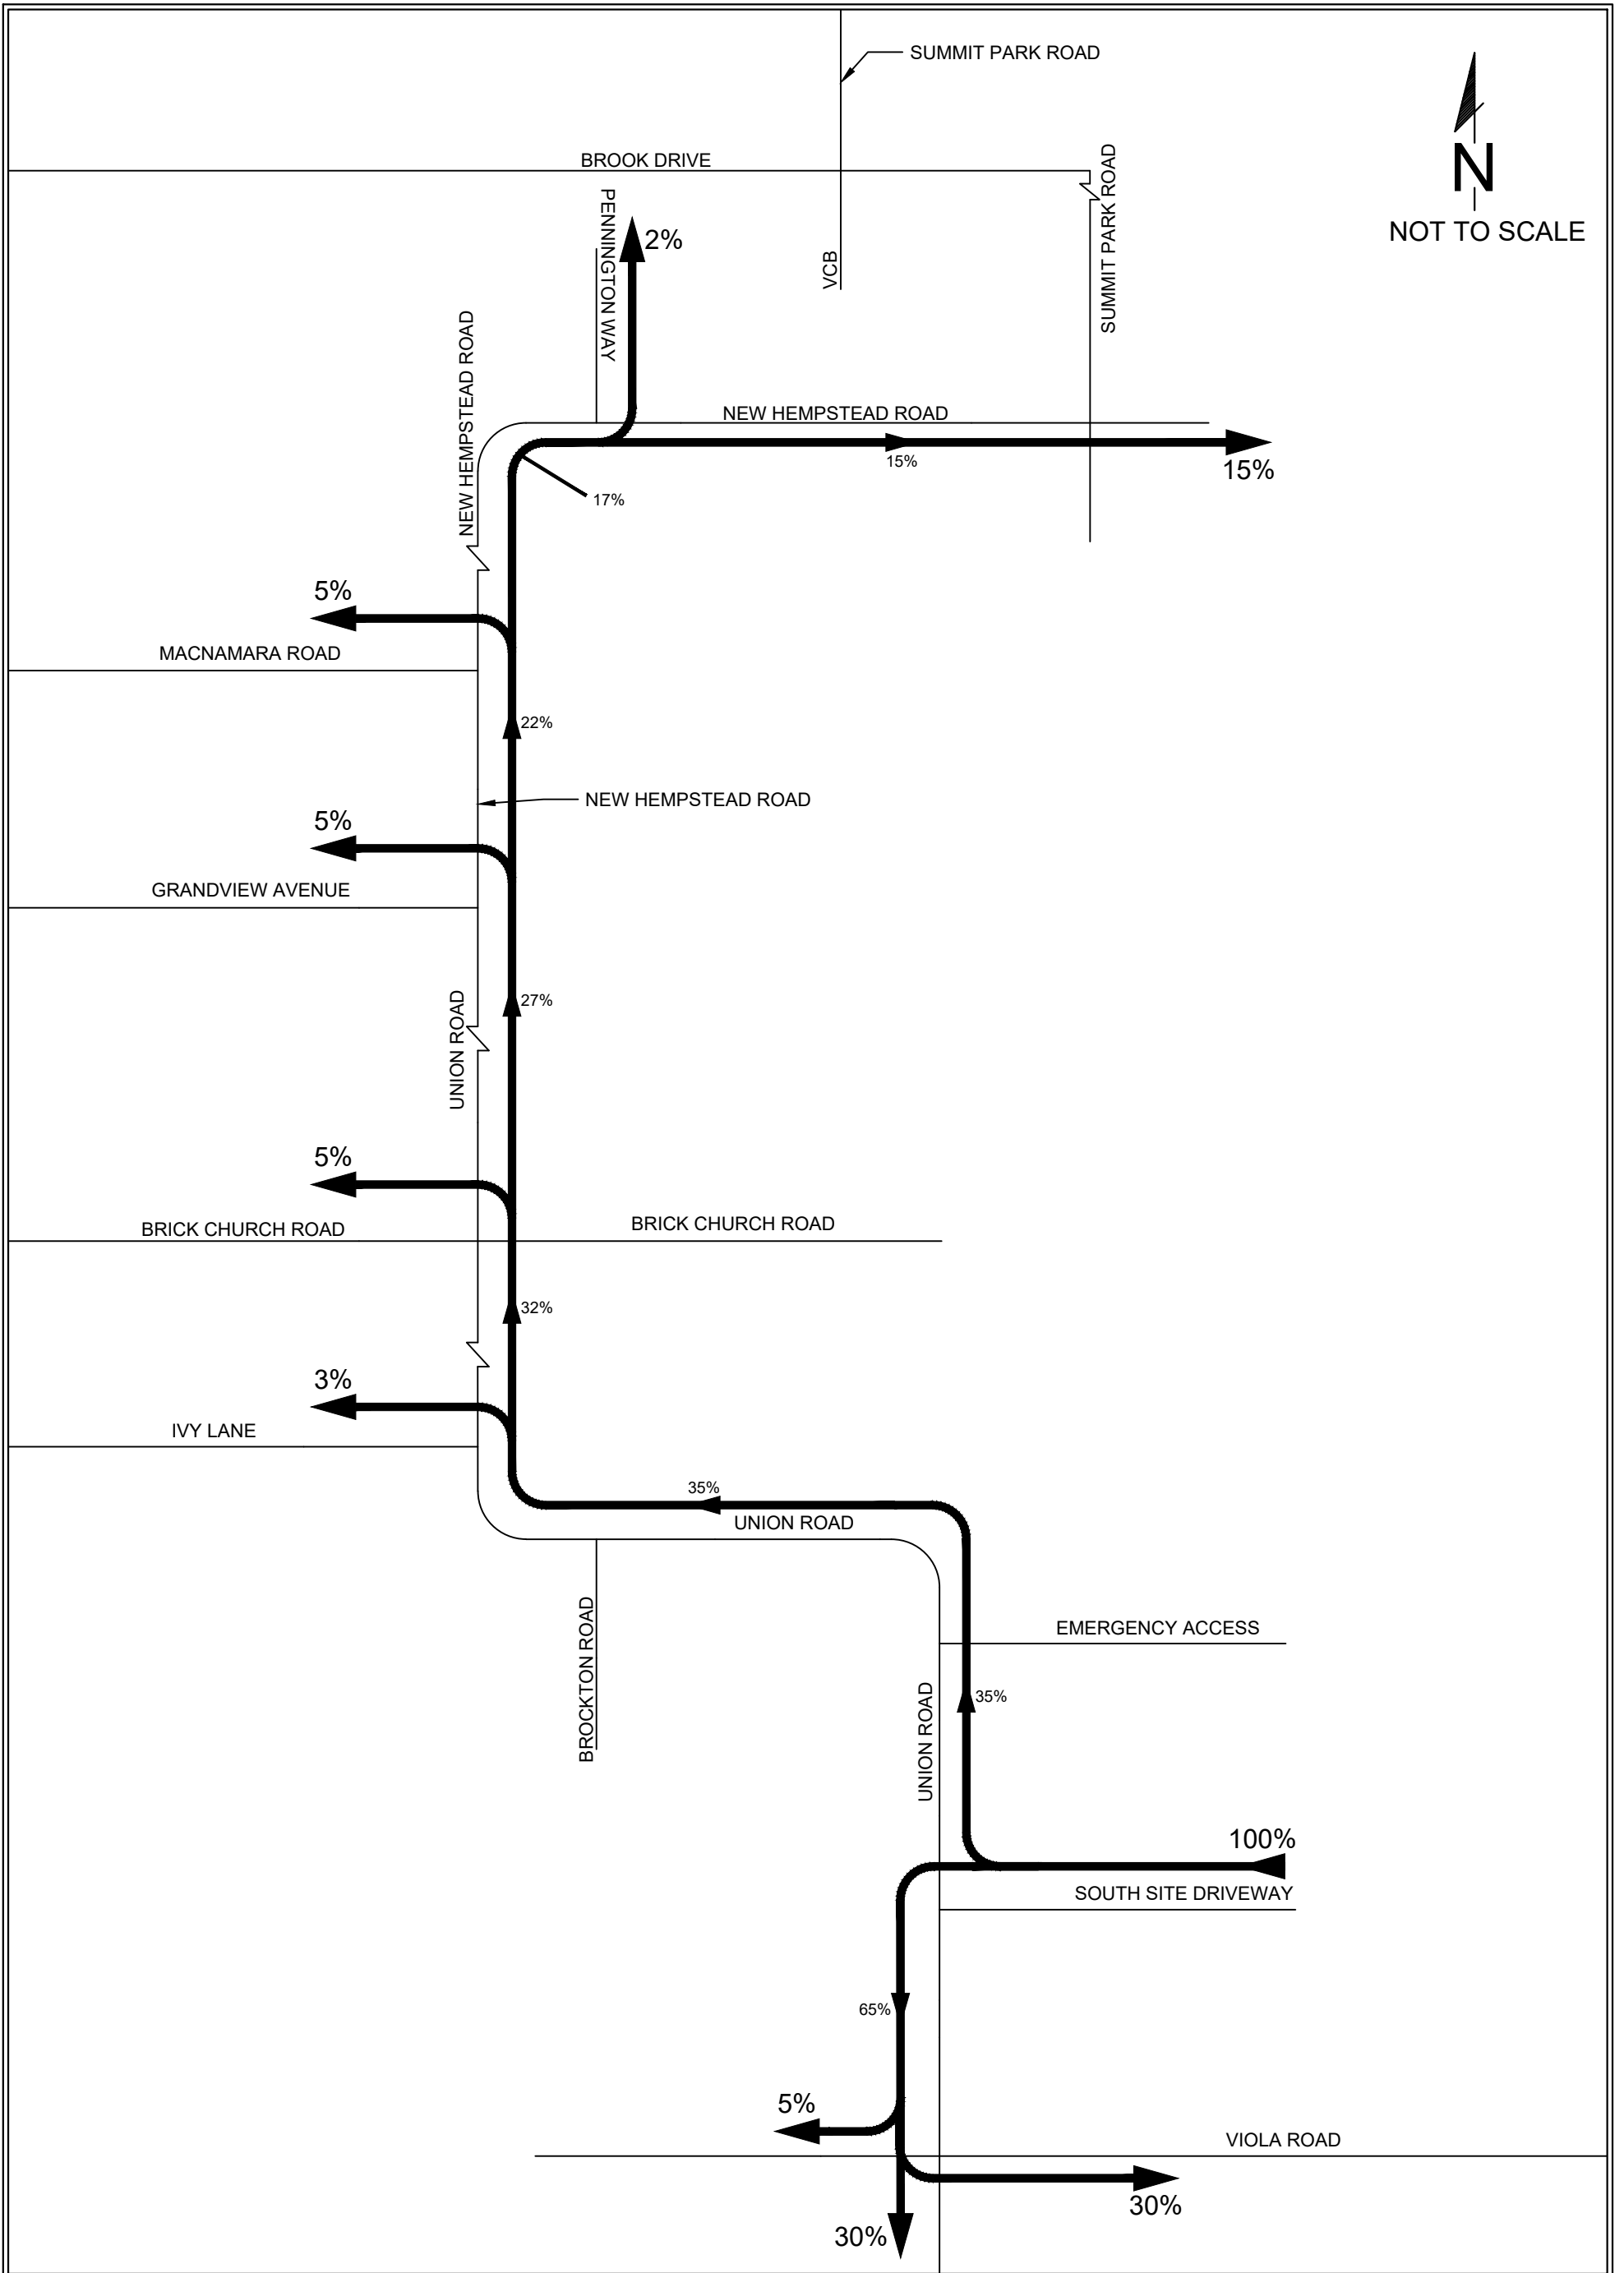 SUMMIT PARK ROAD
N
NOT TO SCALE
BROOK DRIVE
SUMMIT PARK ROAD
PENNINGTON WAY
2%
VCB
NEW HEMPSTEAD ROAD
NEW HEMPSTEAD ROAD
15%
15%
17%
5%
MACNAMARA ROAD
22%
NEW HEMPSTEAD ROAD
5%
GRANDVIEW AVENUE
27%
UNION ROAD
5%
BRICK CHURCH ROAD
BRICK CHURCH ROAD
32%
3%
IVY LANE
35%
UNION ROAD
BROCKTON ROAD
EMERGENCY ACCESS
UNION ROAD
35%
100%
SOUTH SITE DRIVEWAY
65%
5%
VIOLA ROAD
30%
30%